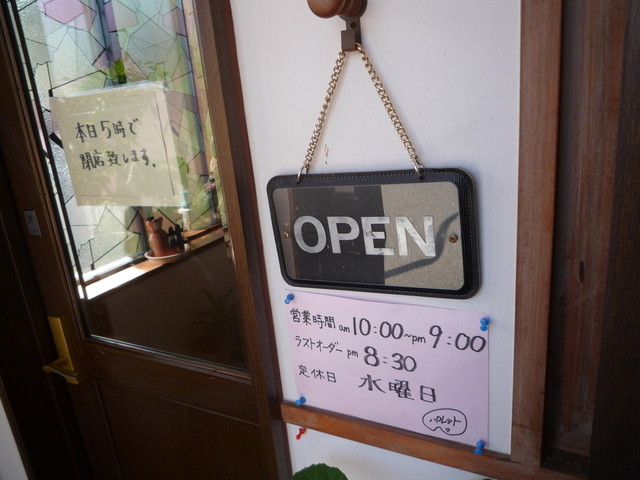 本日5時で
閉店致します。
OPEN
営業時間 am 10:00~pm 9:00
ラストオーダー pm 8:30
定休日 水曜日
パレット